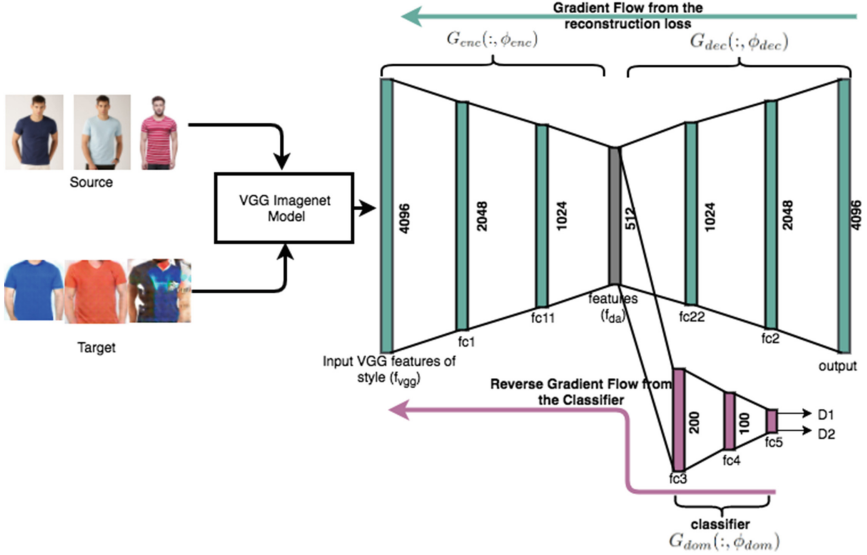 Gradient Flow from the
reconstruction loss
G_enc(:, ϕ_enc)
G_dec(:, ϕ_dec)
Source
VGG Imagenet
Model
Target
4096
2048
1024
512
1024
2048
4096
fc1
fc11
features
(f_da)
fc22
fc2
output
Input VGG features of
style (f_vgg)
Reverse Gradient Flow from
the Classifier
200
100
fc3
fc4
fc5
D1
D2
classifier
G_dom(:, ϕ_dom)